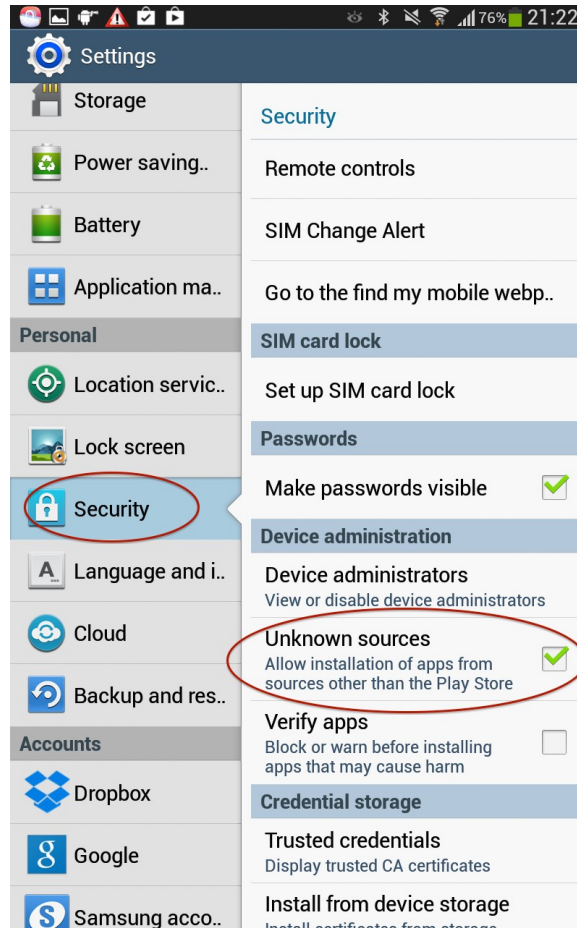 76% 21:22
Settings
Storage
Power saving..
Battery
Application ma..
Personal
Location servic..
Lock screen
Security
Language and i..
Cloud
Backup and res..
Accounts
Dropbox
Google
Samsung acco..
Security
Remote controls
SIM Change Alert
Go to the find my mobile webp..
SIM card lock
Set up SIM card lock
Passwords
Make passwords visible
Device administration
Device administrators
View or disable device administrators
Unknown sources
Allow installation of apps from
sources other than the Play Store
Verify apps
Block or warn before installing
apps that may cause harm
Credential storage
Trusted credentials
Display trusted CA certificates
Install from device storage
Install certificates from storage